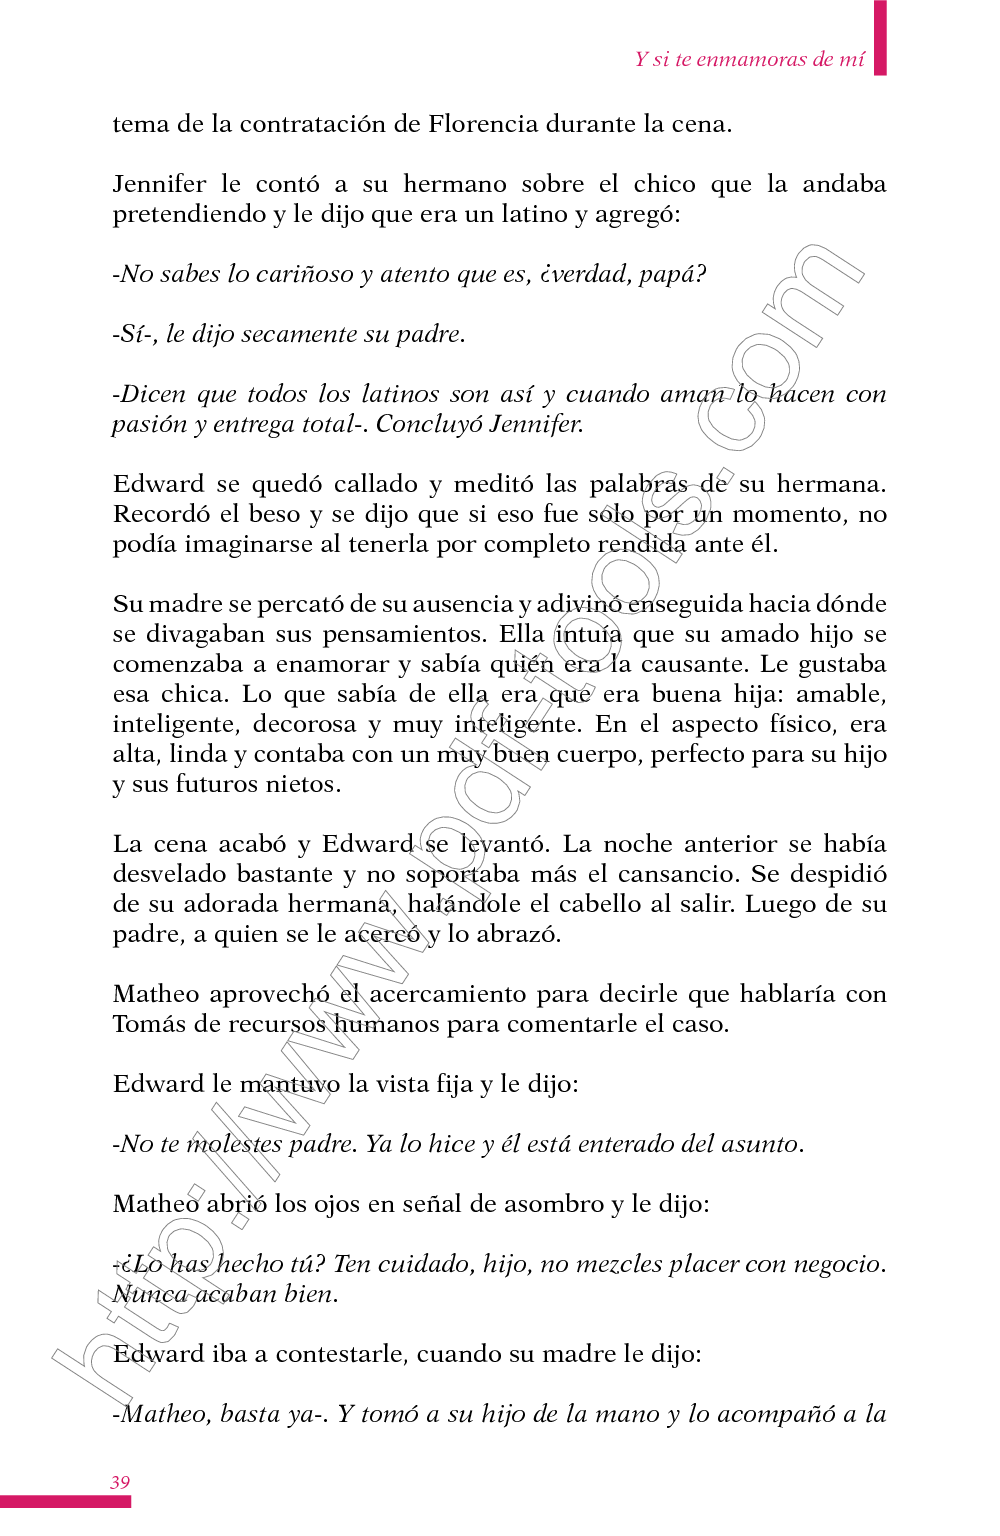 Y si te enmamoras de mí
tema de la contratación de Florencia durante la cena.
Jennifer le contó a su hermano sobre el chico que la andaba
pretendiendo y le dijo que era un latino y agregó:
-No sabes lo cariñoso y atento que es, ¿verdad, papá?
-Sí-, le dijo secamente su padre.
-Dicen que todos los latinos son así y cuando aman lo hacen con
pasión y entrega total-. Concluyó Jennifer.
Edward se quedó callado y meditó las palabras de su hermana.
Recordó el beso y se dijo que si eso fue solo por un momento, no
podía imaginarse al tenerla por completo rendida ante él.
Su madre se percató de su ausencia y adivinó enseguida hacia dónde
se divagaban sus pensamientos. Ella intuía que su amado hijo se
comenzaba a enamorar y sabía quién era la causante. Le gustaba
esa chica. Lo que sabía de ella era que era buena hija: amable,
inteligente, decorosa y muy inteligente. En el aspecto físico, era
alta, linda y contaba con un muy buen cuerpo, perfecto para su hijo
y sus futuros nietos.
La cena acabó y Edward se levantó. La noche anterior se había
desvelado bastante y no soportaba más el cansancio. Se despidió
de su adorada hermana, halándole el cabello al salir. Luego de su
padre, a quien se le acercó y lo abrazó.
Matheo aprovechó el acercamiento para decirle que hablaría con
Tomás de recursos humanos para comentarle el caso.
Edward le mantuvo la vista fija y le dijo:
-No te molestes padre. Ya lo hice y él está enterado del asunto.
Matheo abrió los ojos en señal de asombro y le dijo:
-¿Lo has hecho tú? Ten cuidado, hijo, no mezcles placer con negocio.
Nunca acaban bien.
Edward iba a contestarle, cuando su madre le dijo:
-Matheo, basta ya-. Y tomó a su hijo de la mano y lo acompañó a la
39
http://www.pdf-tools.com